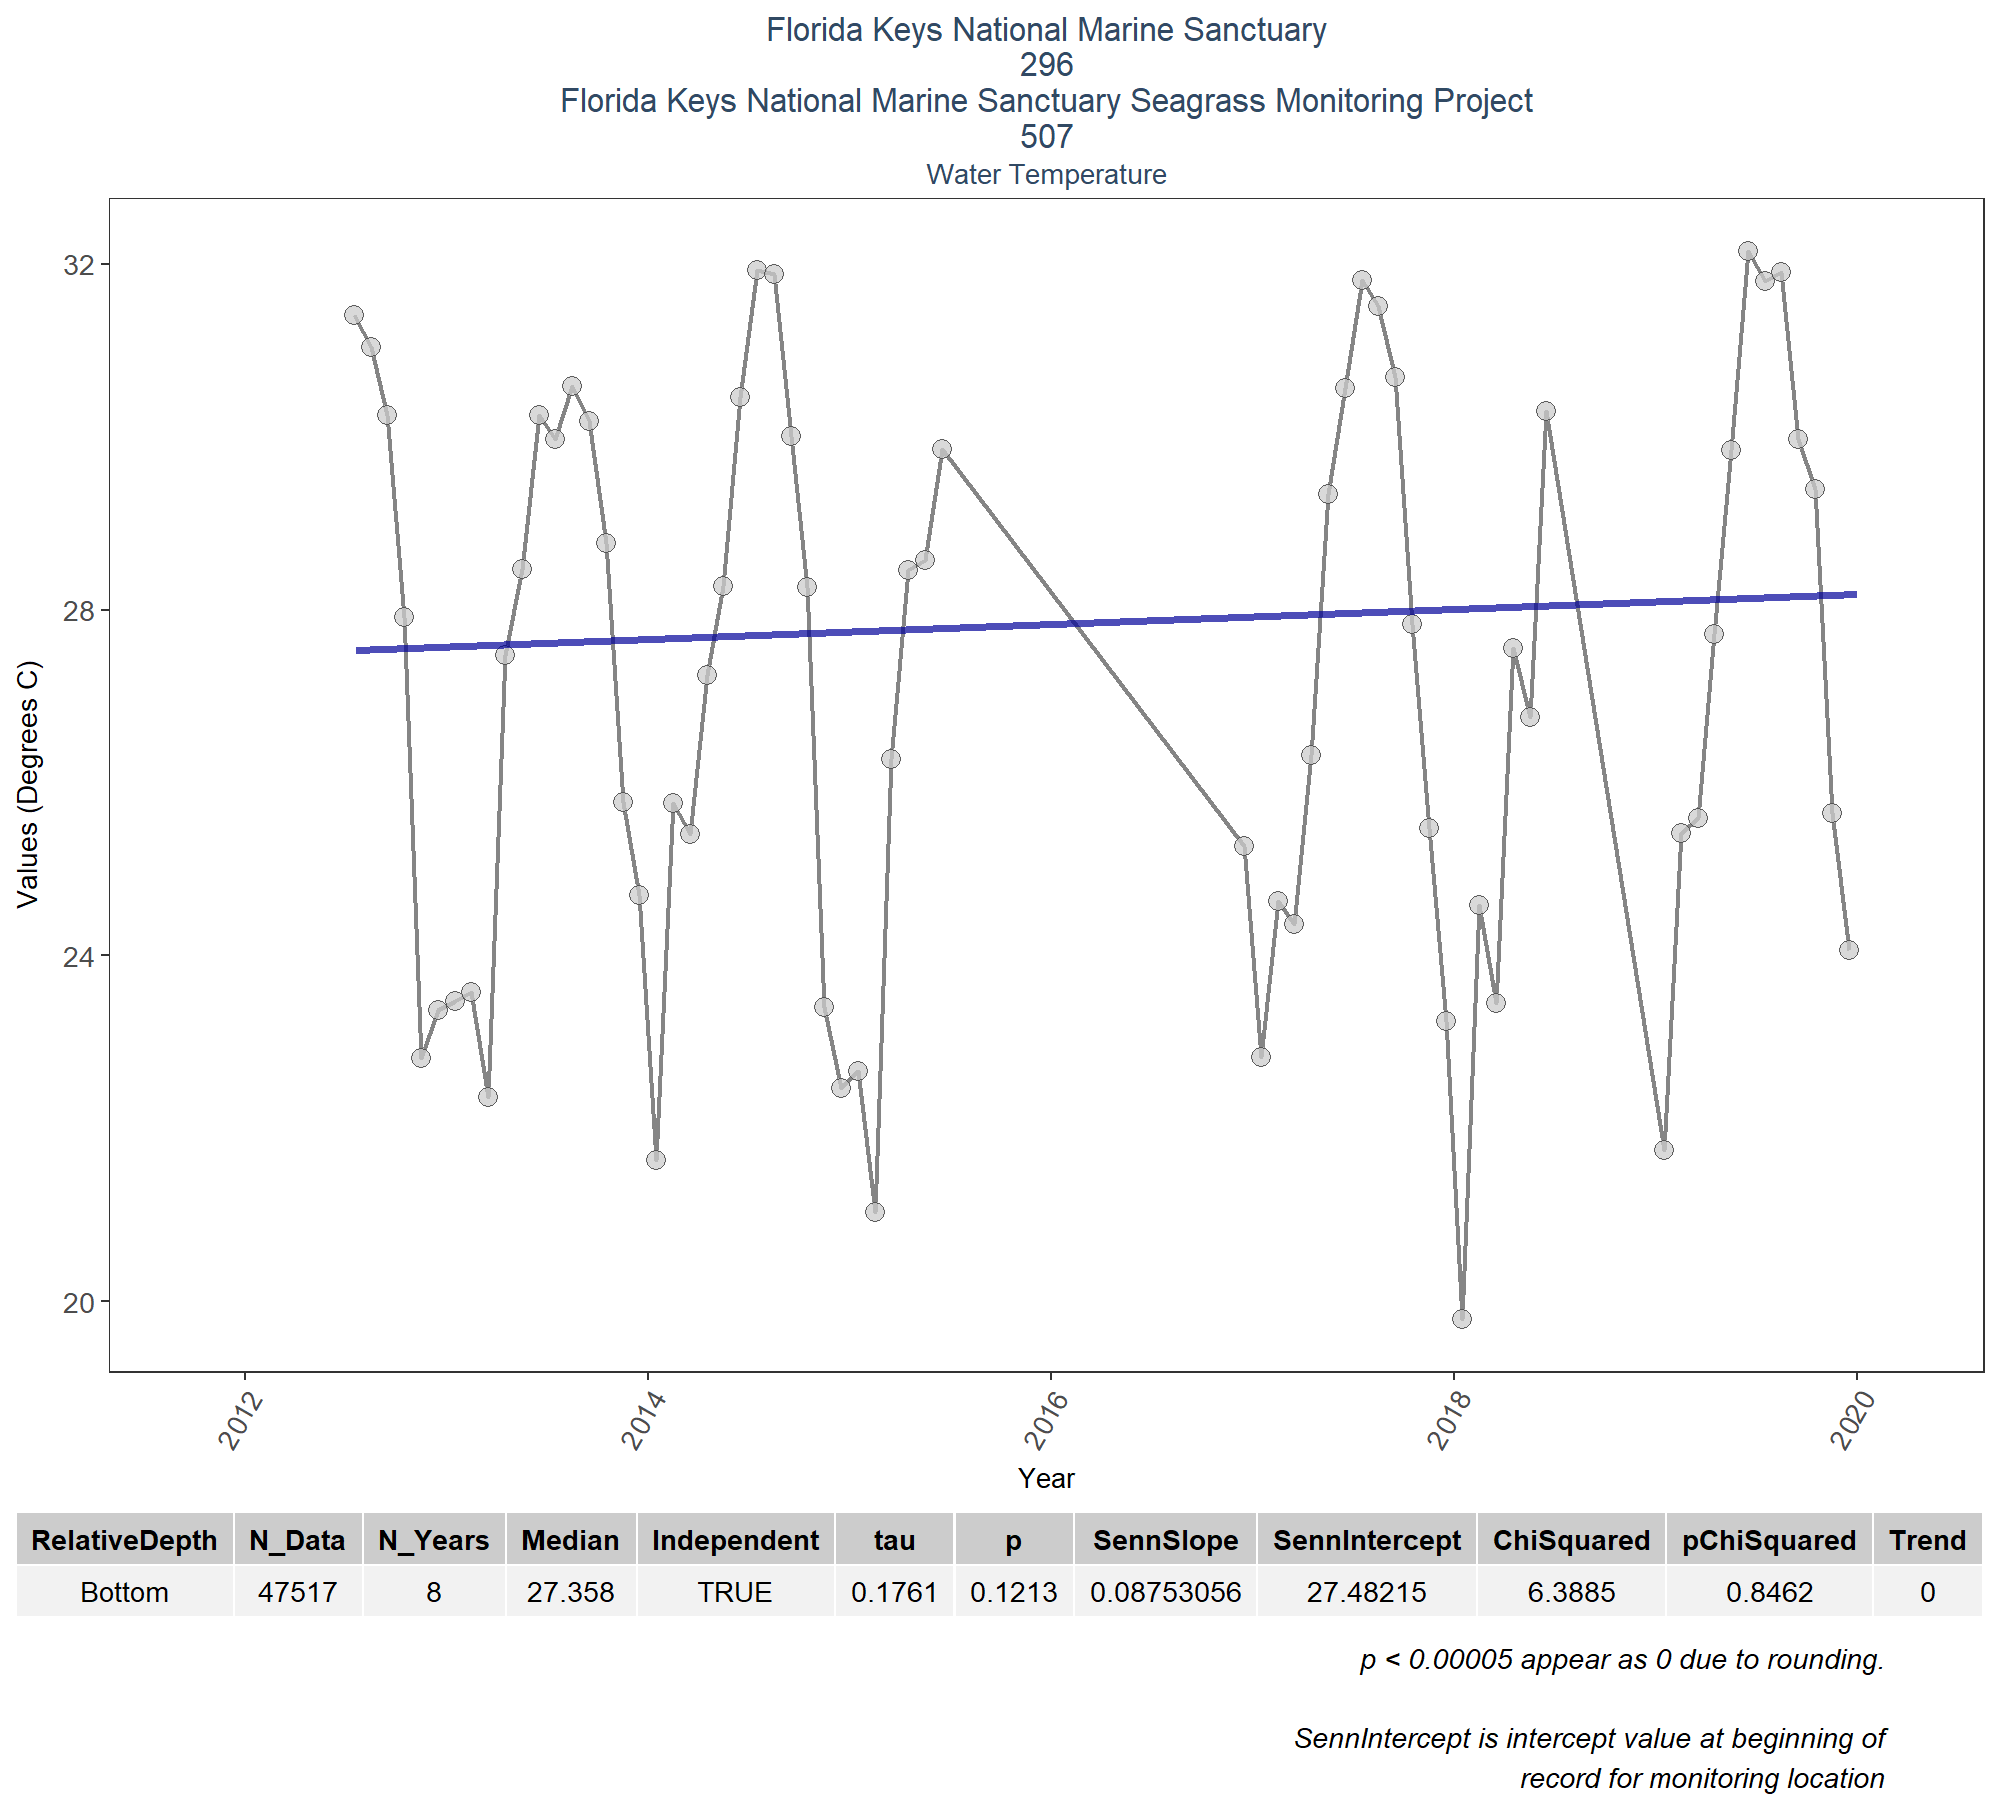 Florida Keys National Marine Sanctuary
296
Florida Keys National Marine Sanctuary Seagrass Monitoring Project
507
Water Temperature
32
28
24
20
Values (Degrees C)
2012
2014
2016
2018
2020
Year
RelativeDepth N_Data N_Years Median Independent tau p SennSlope SennIntercept ChiSquared pChiSquared Trend
Bottom 47517 8 27.358 TRUE 0.1761 0.1213 0.08753056 27.48215 6.3885 0.8462 0
p < 0.00005 appear as 0 due to rounding.
SennIntercept is intercept value at beginning of
record for monitoring location